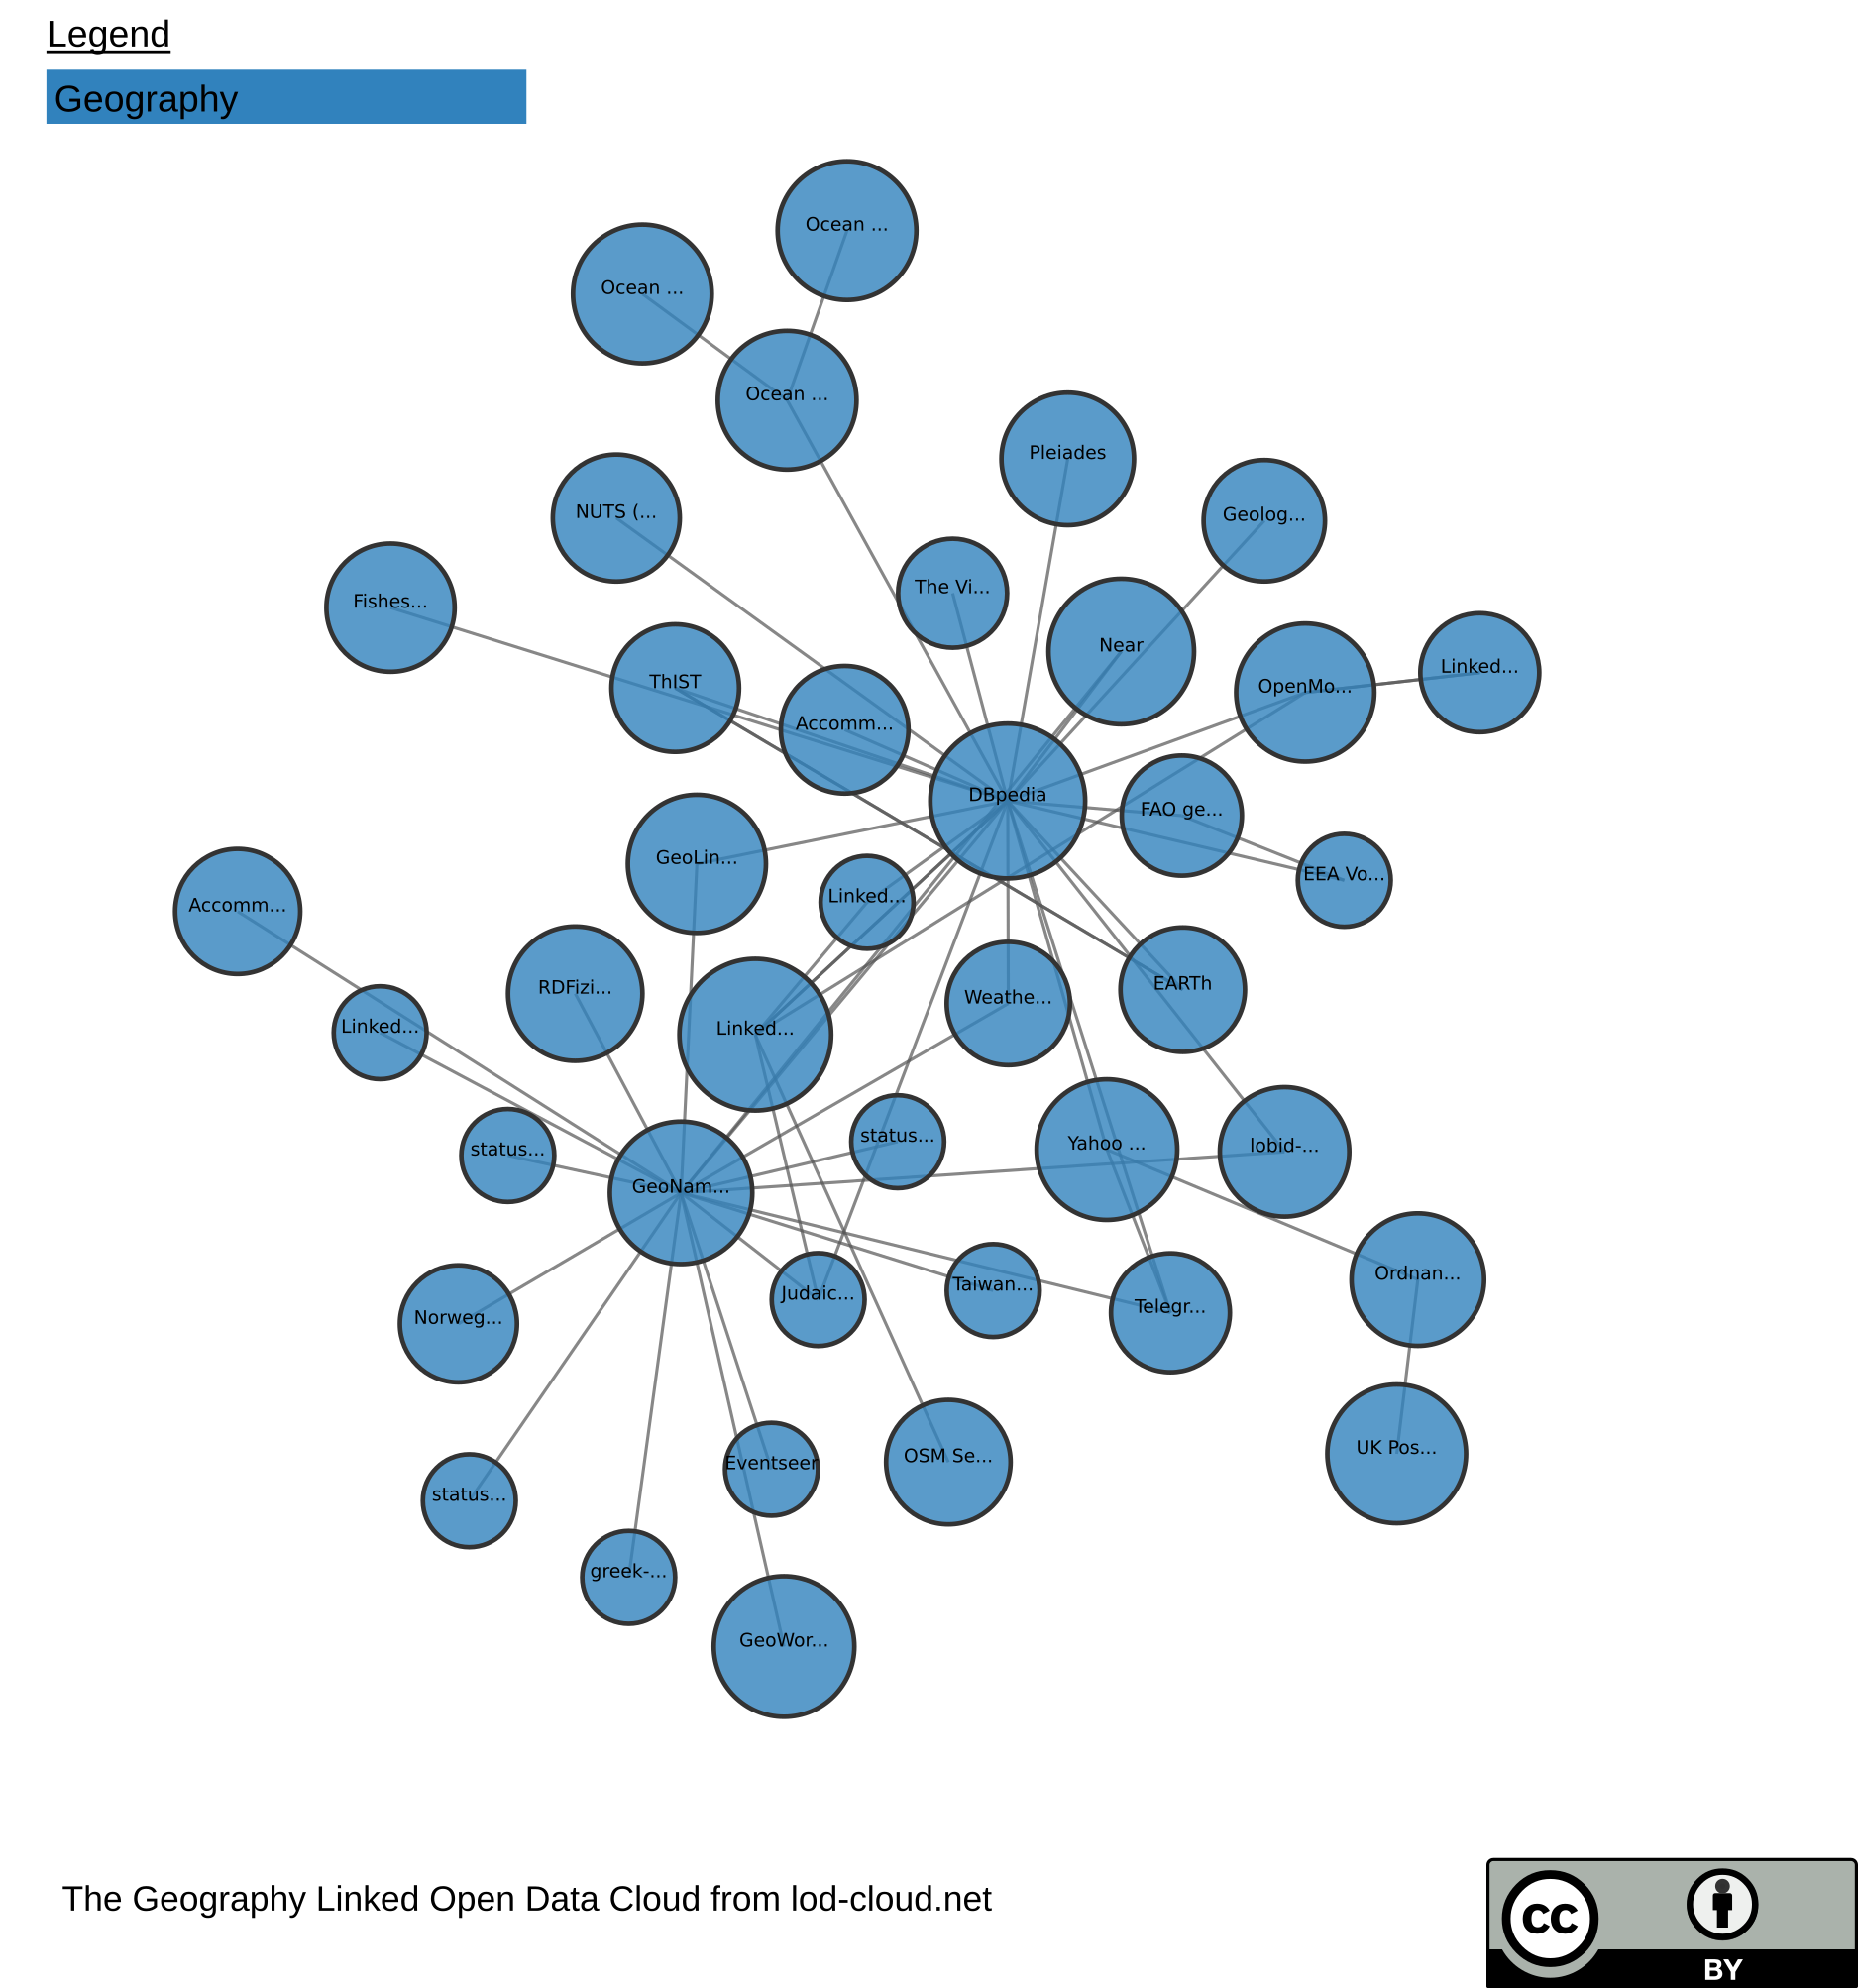 Legend
Geography
Ocean ...
Ocean ...
Ocean ...
Pleiades
NUTS (...
Geolog...
The Vi...
Fishes...
Near
Linked...
ThIST
OpenMo...
Accomm...
DBpedia
FAO ge...
GeoLin...
EEA Vo...
Linked...
Accomm...
EARTh
RDFizi...
Weathe...
Linked...
Linked...
status...
Yahoo ...
lobid-...
status...
GeoNam...
Ordnan...
Taiwan...
Judaic...
Telegr...
Norweg...
UK Pos...
OSM Se...
Eventseer
status...
greek-...
GeoWor...
The Geography Linked Open Data Cloud from lod-cloud.net
cc
BY